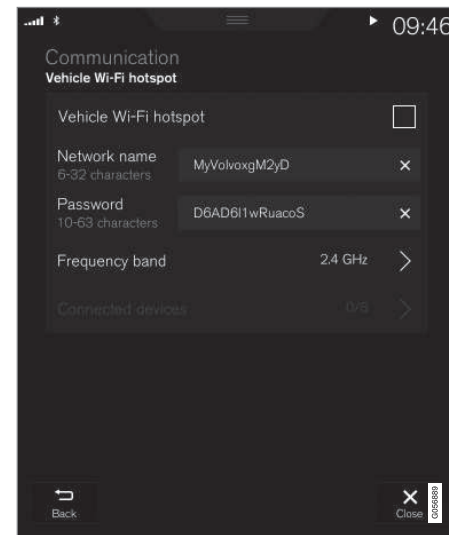 09:46
Communication
Vehicle Wi-Fi hotspot
Vehicle Wi-Fi hotspot
Network name
6-32 characters
MyVolvoxgM2yD
Password
10-63 characters
D6AD6I1wRuacoS
Frequency band
2.4 GHz
Connected devices
0/8
Back
Close
G056889